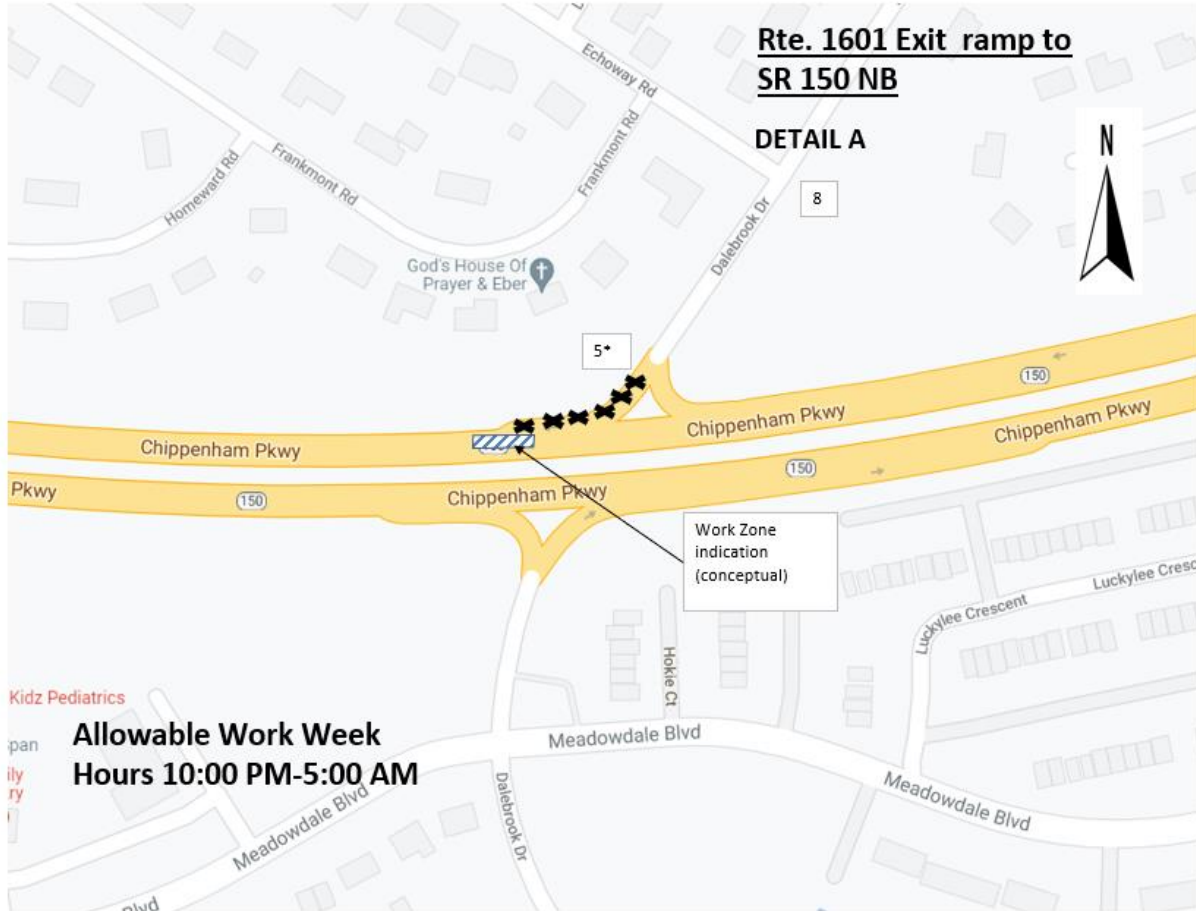 Rte. 1601 Exit ramp to
SR 150 NB
DETAIL A
N
8
Echoway Rd
Frankmont Rd
Homeward Rd
Frankmont Rd
Dalebrook Dr
God's House Of
Prayer & Eber
5*
150
Chippenham Pkwy
Chippenham Pkwy
Chippenham Pkwy
Pkwy
150
Chippenham Pkwy
150
Work Zone
indication
(conceptual)
Luckylee Cresc
Luckylee Crescent
Hokie Ct
Kidz Pediatrics
span
ily
ry
Allowable Work Week
Hours 10:00 PM-5:00 AM
Meadowdale Blvd
Meadowdale Blvd
Meadowdale Blvd
Dalebrook Dr
Blvd